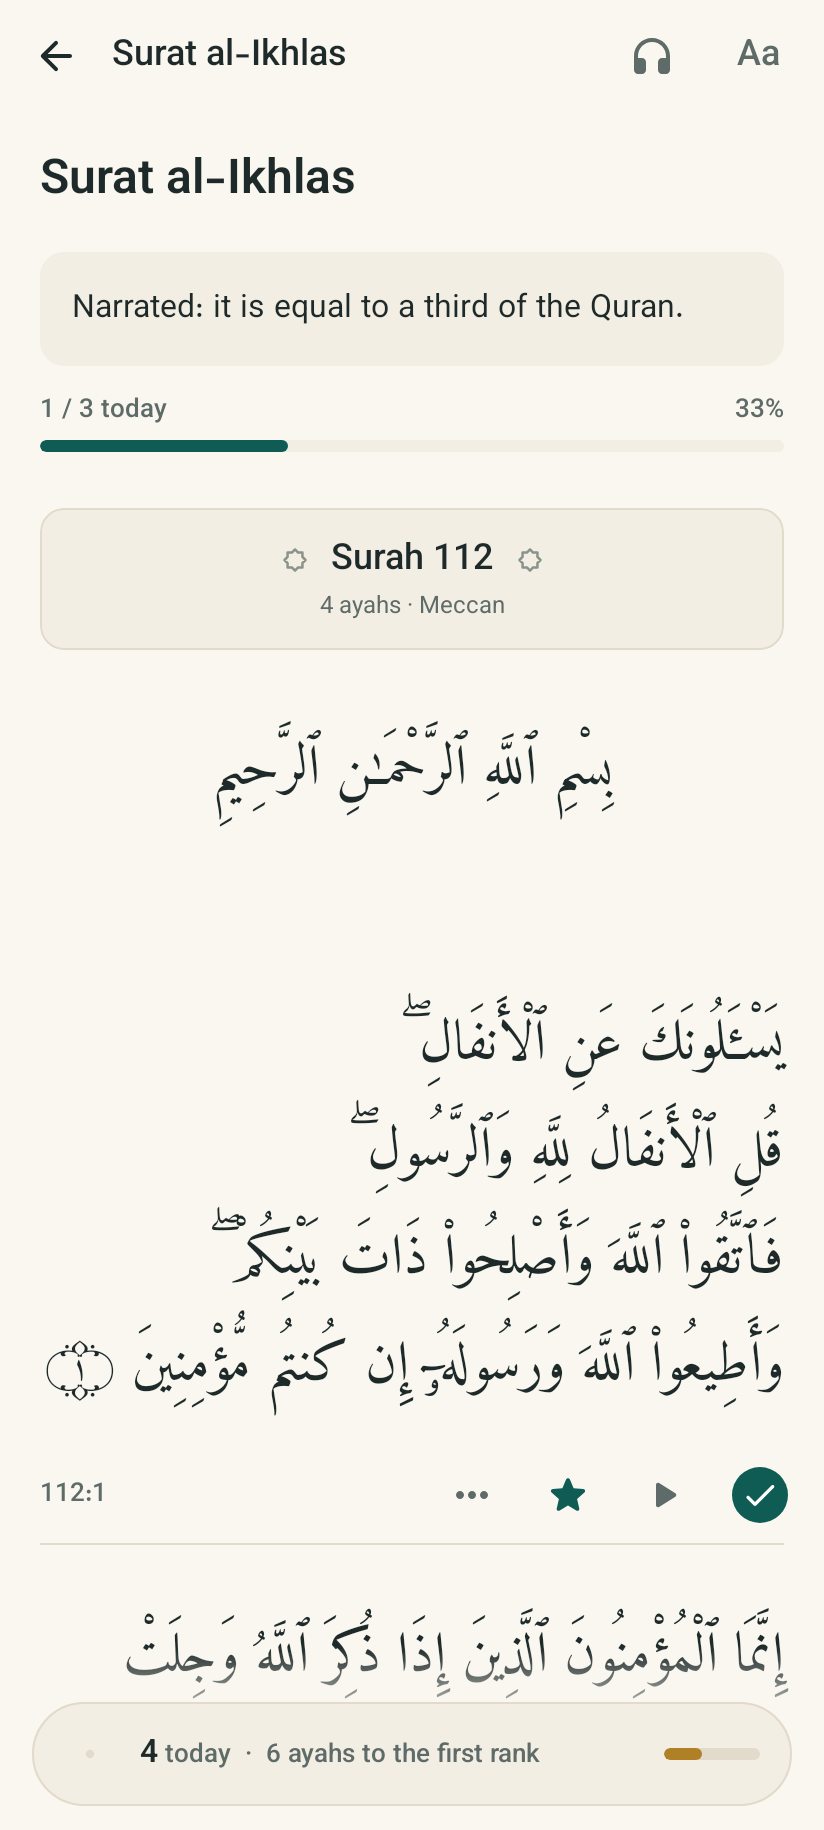 Surat al-Ikhlas
Aa
Surat al-Ikhlas
Narrated: it is equal to a third of the Quran.
1 / 3 today
33%
Surah 112
4 ayahs · Meccan
بِسْمِ ٱللَّهِ ٱلرَّحْمَـٰنِ ٱلرَّحِيمِ
يَسْـَٔلُونَكَ عَنِ ٱلْأَنفَالِ ۖ
قُلِ ٱلْأَنفَالُ لِلَّهِ وَٱلرَّسُولِ ۖ
فَٱتَّقُوا۟ ٱللَّهَ وَأَصْلِحُوا۟ ذَاتَ بَيْنِكُمْ ۖ
وَأَطِيعُوا۟ ٱللَّهَ وَرَسُولَهُۥٓ إِن كُنتُم مُّؤْمِنِينَ ١
112:1
إِنَّمَا ٱلْمُؤْمِنُونَ ٱلَّذِينَ إِذَا ذُكِرَ ٱللَّهُ وَجِلَتْ
4 today · 6 ayahs to the first rank